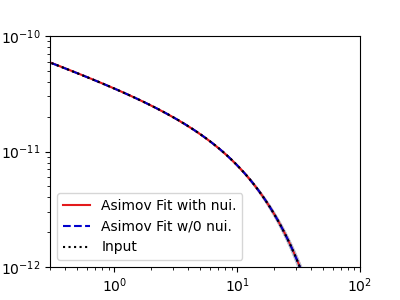 10⁻¹⁰
10⁻¹¹
10⁻¹²
Asimov Fit with nui.
Asimov Fit w/0 nui.
Input
10⁰ 10¹ 10²